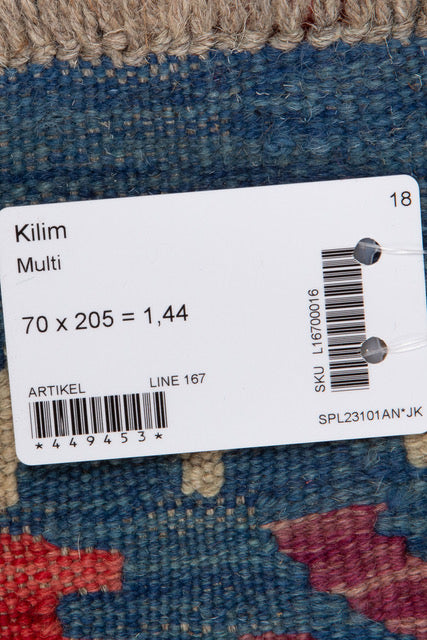 18
Kilim
Multi
70 x 205 = 1,44
SKU L16700016
ARTIKEL LINE 167
*449453*
SPL23101AN*JK